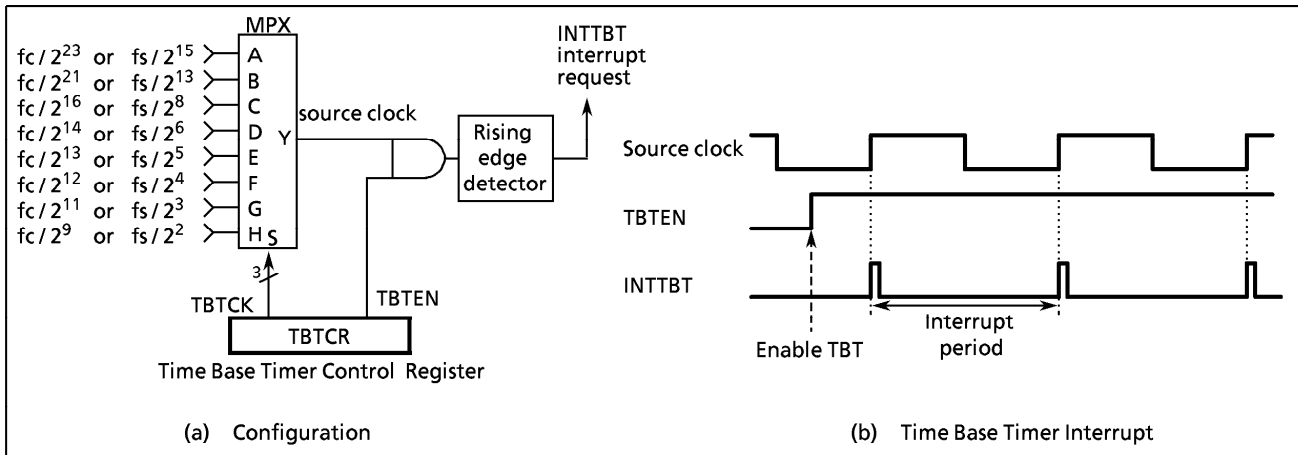 MPX
fc/2^23 or fs/2^15 A
fc/2^21 or fs/2^13 B
fc/2^16 or fs/2^8 C
fc/2^14 or fs/2^6 D
fc/2^13 or fs/2^5 E
fc/2^12 or fs/2^4 F
fc/2^11 or fs/2^3 G
fc/2^9 or fs/2^2 H S
Y
source clock
3
TBTCK
TBTEN
TBTCR
Time Base Timer Control Register
Rising
edge
detector
INTTBT
interrupt
request
(a) Configuration
Source clock
TBTEN
INTTBT
Enable TBT
Interrupt
period
(b) Time Base Timer Interrupt